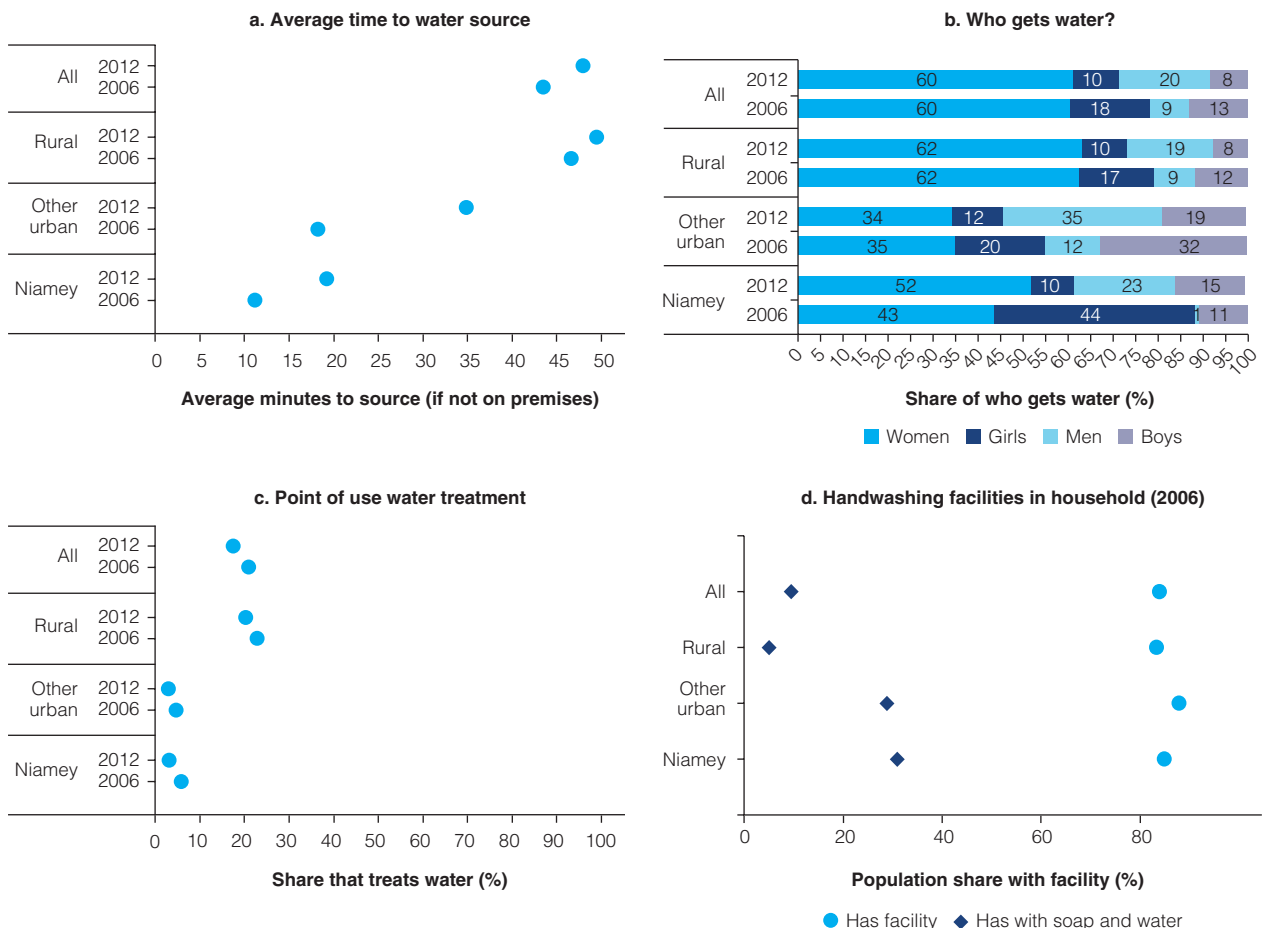 a. Average time to water source
All
2012
2006
Rural
2012
2006
Other
urban
2012
2006
Niamey
2012
2006
0 5 10 15 20 25 30 35 40 45 50
Average minutes to source (if not on premises)
b. Who gets water?
All
2012 60 10 20 8
2006 60 18 9 13
Rural
2012 62 10 19 8
2006 62 17 9 12
Other
urban
2012 34 12 35 19
2006 35 20 12 32
Niamey
2012 52 10 23 15
2006 43 44 1 11
0 5 10 15 20 25 30 35 40 45 50 55 60 65 70 75 80 85 90 95 100
Share of who gets water (%)
Women Girls Men Boys
c. Point of use water treatment
All
2012
2006
Rural
2012
2006
Other
urban
2012
2006
Niamey
2012
2006
0 10 20 30 40 50 60 70 80 90 100
Share that treats water (%)
d. Handwashing facilities in household (2006)
All
Rural
Other
urban
Niamey
0 20 40 60 80
Population share with facility (%)
Has facility Has with soap and water